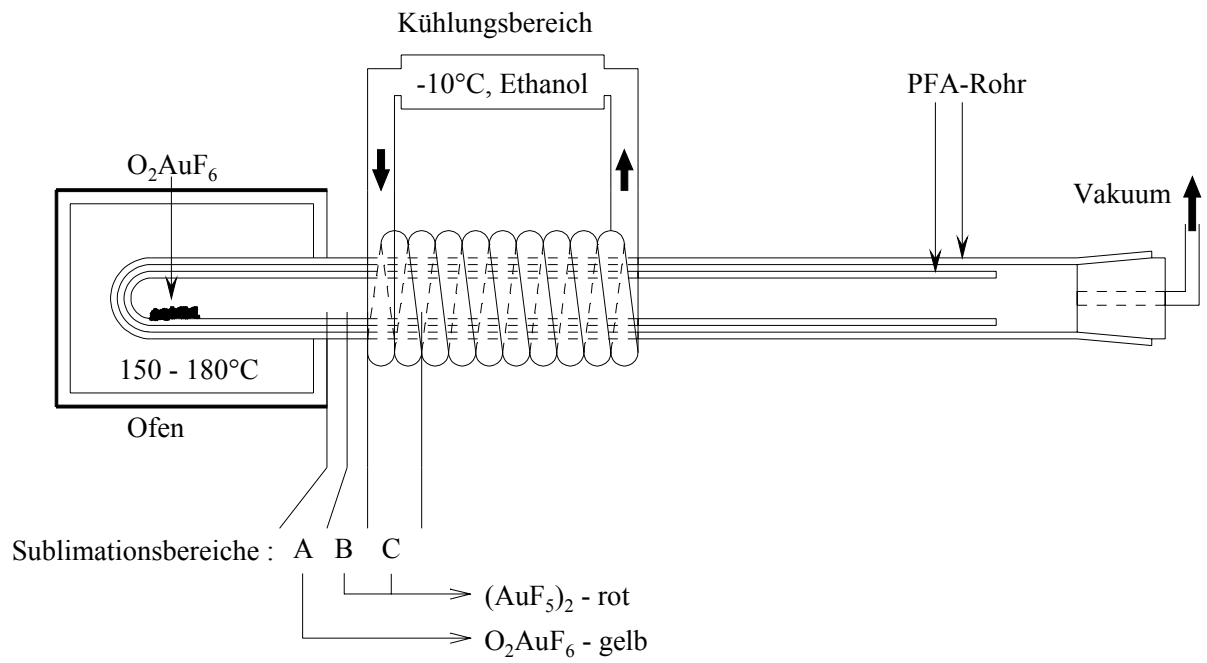 Kühlungsbereich
-10°C, Ethanol
PFA-Rohr
O₂AuF₆
Vakuum
150 - 180°C
Ofen
Sublimationsbereiche : A B C
(AuF₅)₂ - rot
O₂AuF₆ - gelb